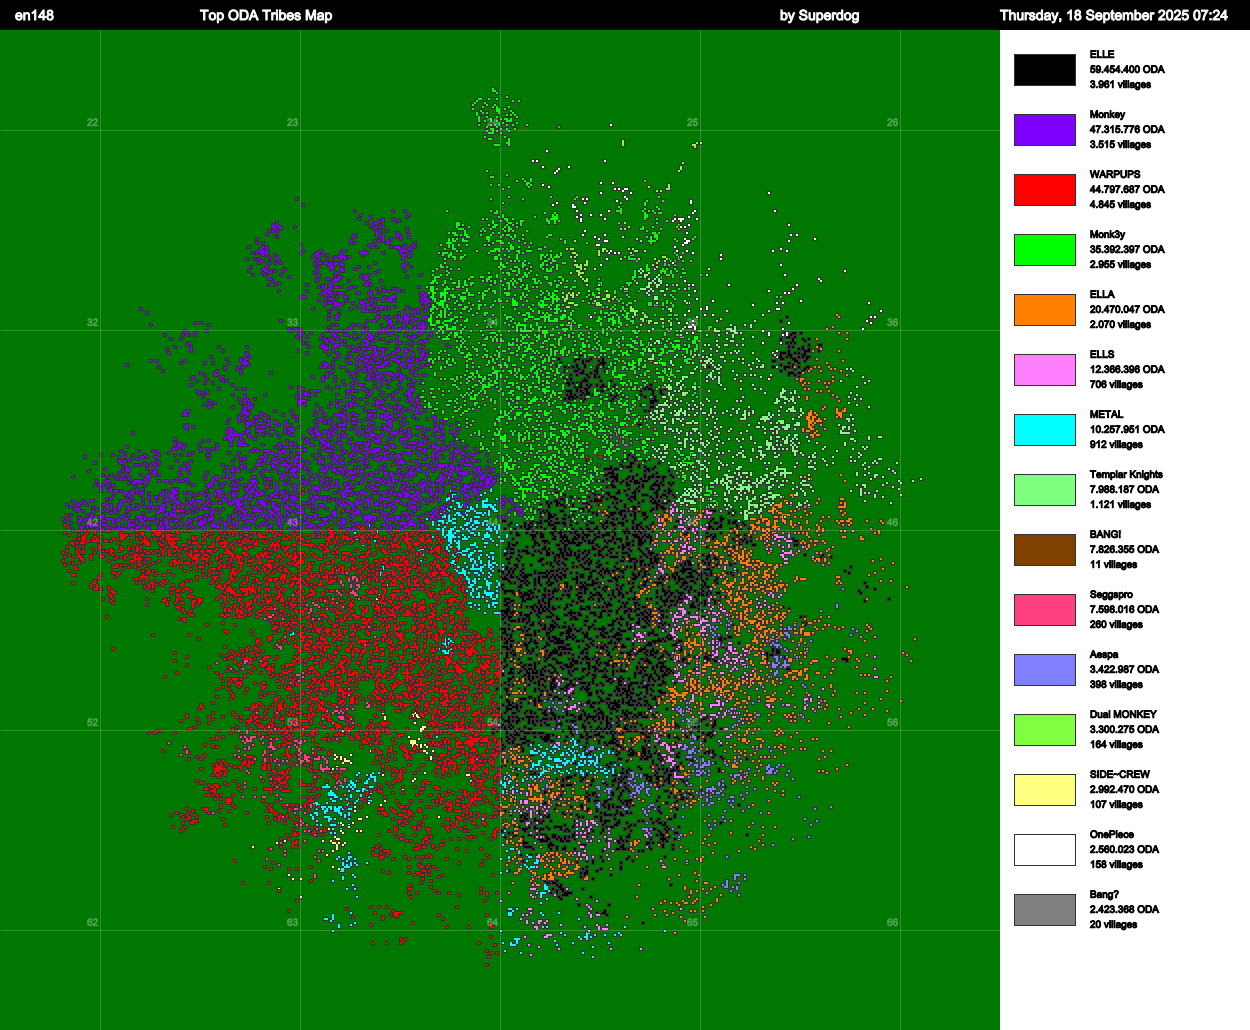 en148 Top ODA Tribes Map by Superdog Thursday, 18 September 2025 07:24
ELLE
59.454.400 ODA
3.961 villages
Monkey
47.315.776 ODA
3.515 villages
WARPUPS
44.797.687 ODA
4.845 villages
Monk3y
35.392.397 ODA
2.955 villages
ELLA
20.470.047 ODA
2.070 villages
ELLS
12.366.396 ODA
706 villages
METAL
10.257.951 ODA
912 villages
Templar Knights
7.988.187 ODA
1.121 villages
BANG!
7.826.355 ODA
11 villages
Seggspro
7.598.016 ODA
260 villages
Aespa
3.422.987 ODA
398 villages
Dual MONKEY
3.300.275 ODA
164 villages
SIDE~CREW
2.992.470 ODA
107 villages
OnePiece
2.560.023 ODA
158 villages
Bang?
2.423.368 ODA
20 villages
22 23 25 26
32 33 34 36
42 43 46
52 53 54 56
62 63 64 65 66